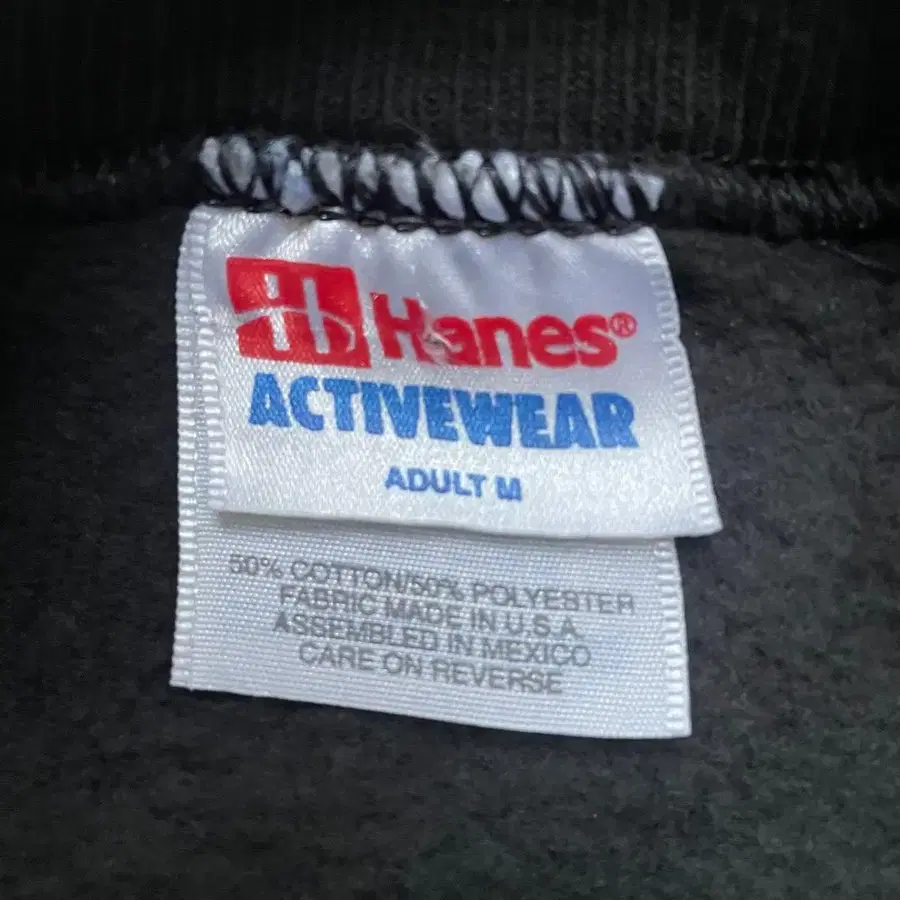 Hanes®
ACTIVEWEAR
ADULT M
50% COTTON/50% POLYESTER
FABRIC MADE IN U.S.A.
ASSEMBLED IN MEXICO
CARE ON REVERSE